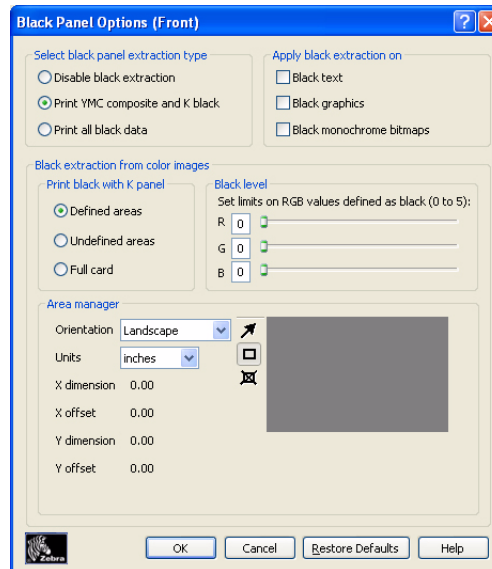 Black Panel Options (Front)
Select black panel extraction type
Disable black extraction
Print YMC composite and K black
Print all black data
Apply black extraction on
Black text
Black graphics
Black monochrome bitmaps
Black extraction from color images
Print black with K panel
Defined areas
Undefined areas
Full card
Black level
Set limits on RGB values defined as black (0 to 5):
R 0
G 0
B 0
Area manager
Orientation Landscape
Units inches
X dimension 0.00
X offset 0.00
Y dimension 0.00
Y offset 0.00
Zebra
OK Cancel Restore Defaults Help